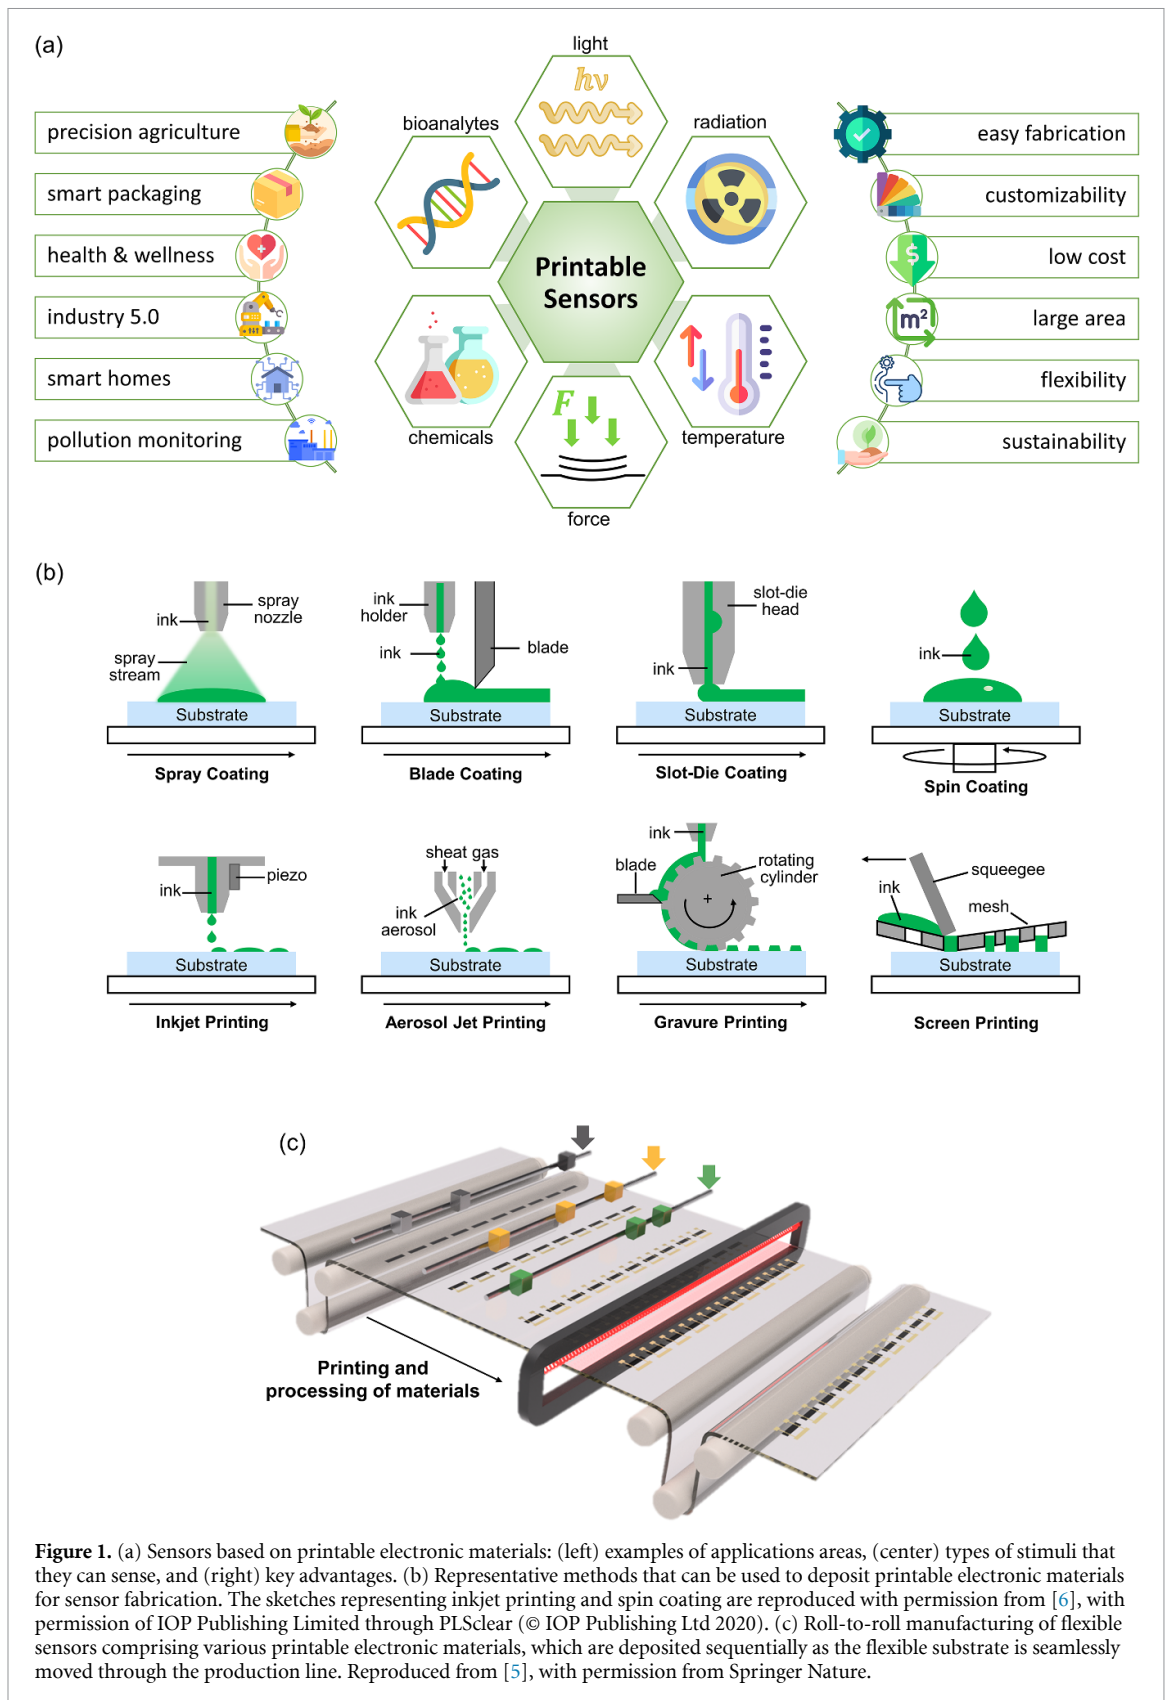 (a)
light
hν
bioanalytes
radiation
precision agriculture
smart packaging
health & wellness
industry 5.0
smart homes
pollution monitoring
Printable
Sensors
easy fabrication
customizability
low cost
$
large area
m²
flexibility
sustainability
chemicals
F
temperature
force
(b)
ink
spray
nozzle
spray
stream
Substrate
Spray Coating
ink
holder
ink
blade
Substrate
Blade Coating
slot-die
head
ink
Substrate
Slot-Die Coating
ink
Substrate
Spin Coating
ink
piezo
Substrate
Inkjet Printing
sheat gas
ink
aerosol
Substrate
Aerosol Jet Printing
ink
blade
rotating
cylinder
+
Substrate
Gravure Printing
squeegee
ink
mesh
Substrate
Screen Printing
(c)
Printing and
processing of materials
Figure 1. (a) Sensors based on printable electronic materials: (left) examples of applications areas, (center) types of stimuli that
they can sense, and (right) key advantages. (b) Representative methods that can be used to deposit printable electronic materials
for sensor fabrication. The sketches representing inkjet printing and spin coating are reproduced with permission from [6], with
permission of IOP Publishing Limited through PLSclear (© IOP Publishing Ltd 2020). (c) Roll-to-roll manufacturing of flexible
sensors comprising various printable electronic materials, which are deposited sequentially as the flexible substrate is seamlessly
moved through the production line. Reproduced from [5], with permission from Springer Nature.